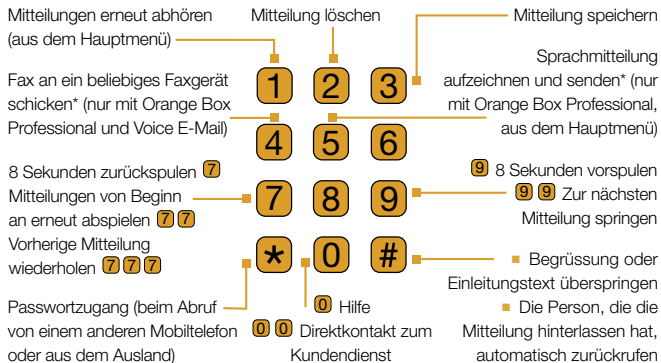 Mitteilungen erneut abhören
(aus dem Hauptmenü)
Mitteilung löschen
Mitteilung speichern
Fax an ein beliebiges Faxgerät
schicken* (nur mit Orange Box
Professional und Voice E-Mail)
Sprachmitteilung
aufzeichnen und senden* (nur
mit Orange Box Professional,
aus dem Hauptmenü)
1 2 3
4 5 6
7 8 9
* 0 #
8 Sekunden zurückspulen 7
Mitteilungen von Beginn
an erneut abspielen 7 7
Vorherige Mitteilung
wiederholen 7 7 7
9 8 Sekunden vorspulen
9 9 Zur nächsten
Mitteilung springen
Passwortzugang (beim Abruf
von einem anderen Mobiltelefon
oder aus dem Ausland)
0 Hilfe
0 0 Direktkontakt zum
Kundendienst
Begrüssung oder
Einleitungstext überspringen
Die Person, die die
Mitteilung hinterlassen hat,
automatisch zurückrufen